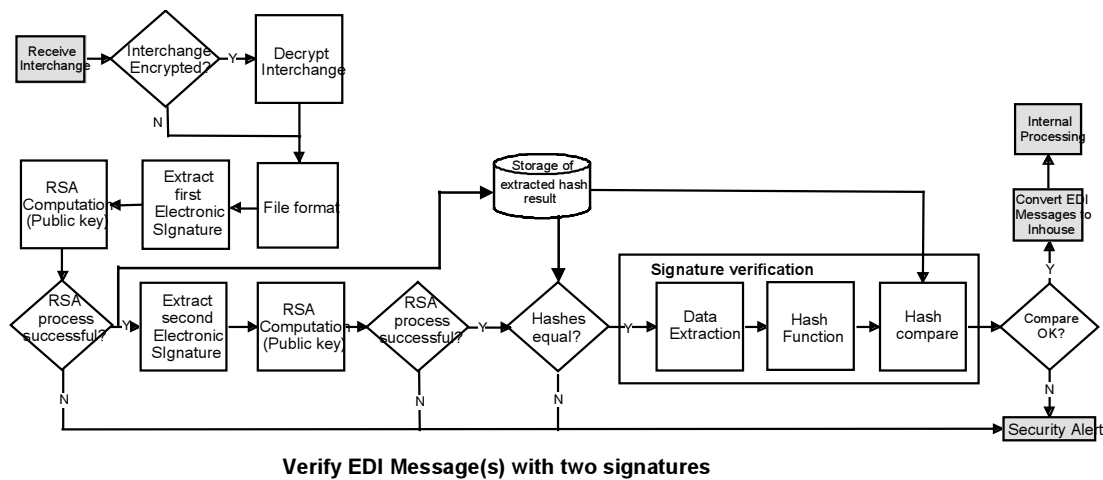 Receive
Interchange
Interchange
Encrypted?
Y
Decrypt
Interchange
N
File format
Extract
first
Electronic
SIgnature
RSA
Computation
(Public key)
RSA
process
successful?
Y
N
Storage of
extracted hash
result
Extract
second
Electronic
SIgnature
RSA
Computation
(Public key)
RSA
process
successful?
Y
N
Hashes
equal?
Y
N
Signature verification
Data
Extraction
Hash
Function
Hash
compare
Compare
OK?
Y
N
Convert EDI
Messages to
Inhouse
Internal
Processing
Security Alert
Verify EDI Message(s) with two signatures